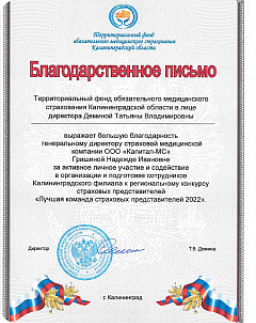 Территориальный фонд
обязательного медицинского страхования
Калининградской области
Благодарственное письмо
Территориальный фонд обязательного медицинского
страхования Калининградской области в лице
директора Деминой Татьяны Владимировны
выражает большую благодарность
генеральному директору страховой медицинской
компании ООО «Капитал-МС»
Гришиной Надежде Ивановне
за активное личное участие и содействие
в организации и подготовке сотрудников
Калининградского филиала к региональному конкурсу
страховых представителей
«Лучшая команда страховых представителей 2022».
Директор
Т.В. Демина
г. Калининград